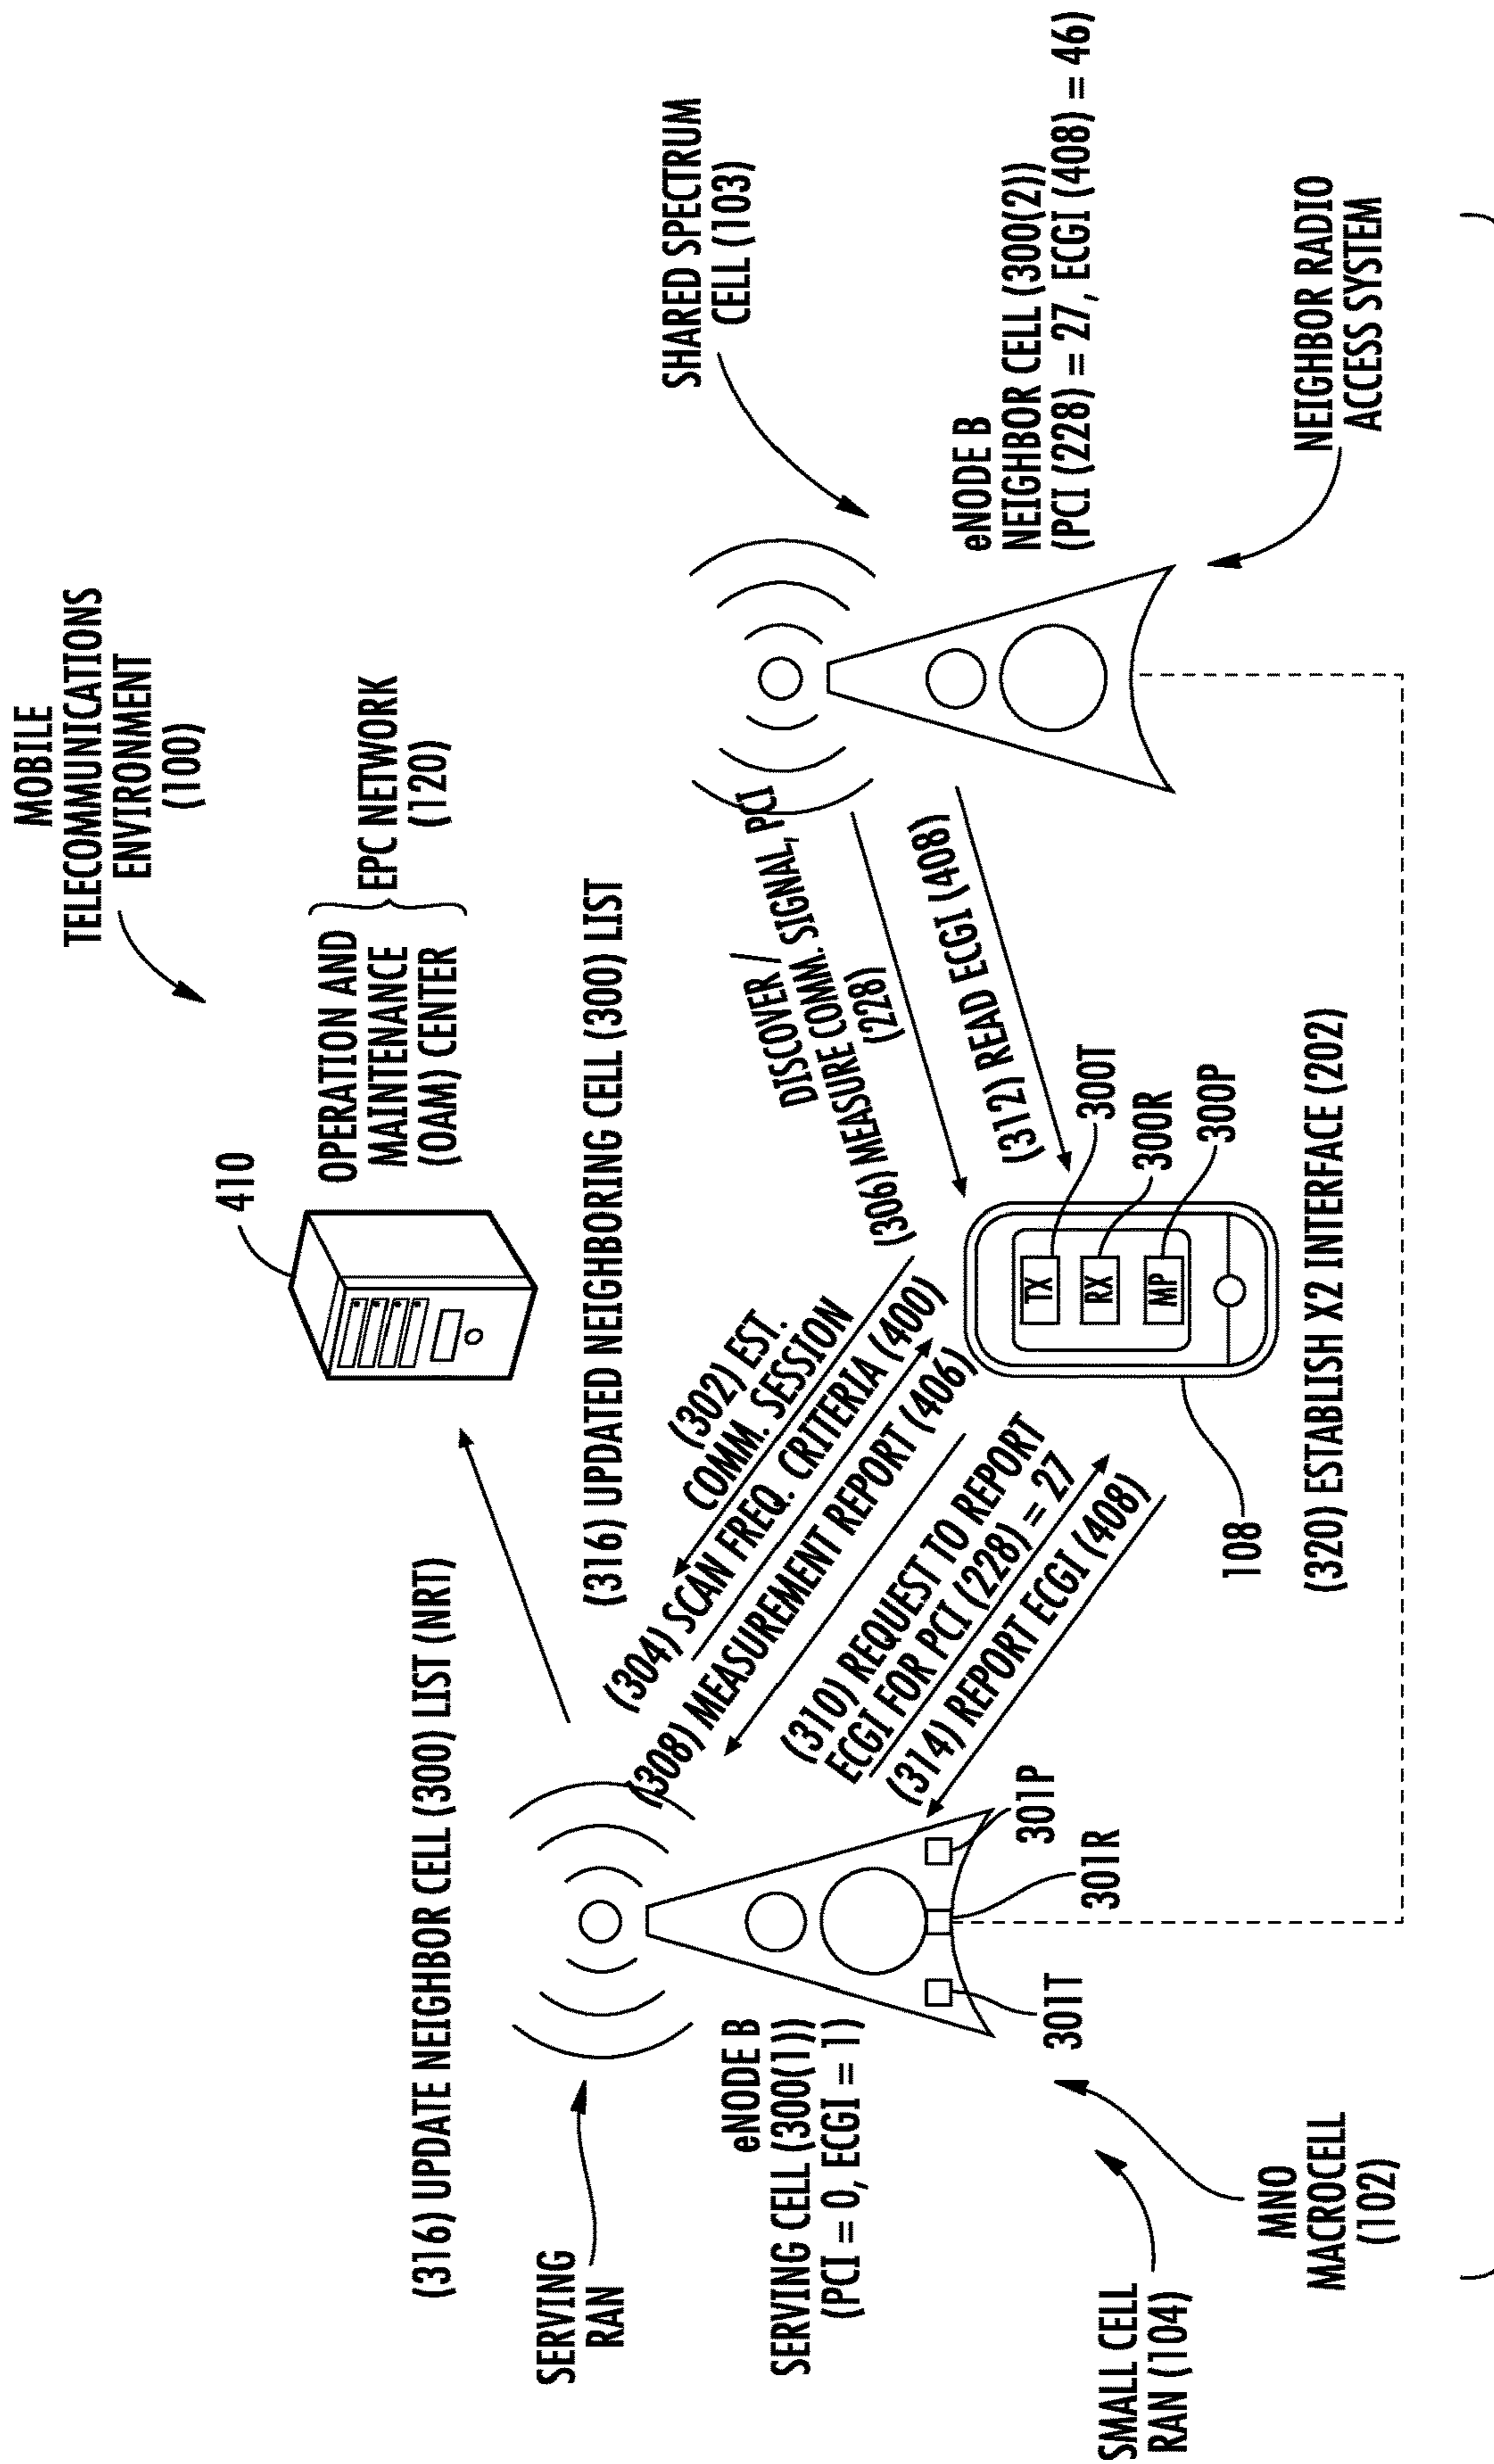 MOBILE
TELECOMMUNICATIONS
ENVIRONMENT
(100)
410
OPERATION AND
MAINTENANCE
(OAM) CENTER
EPC NETWORK
(120)
(316) UPDATE NEIGHBOR CELL (300) LIST (NRT)
(316) UPDATED NEIGHBORING CELL (300) LIST
SERVING
RAN
eNODE B
SERVING CELL (300(1))
(PCI = 0, ECGI = 1)
SMALL CELL
RAN (104)
MNO
MACROCELL
(102)
301T
301R
301P
(302) EST.
COMM. SESSION
(304) SCAN FREQ. CRITERIA (400)
(308) MEASUREMENT REPORT (406)
(310) REQUEST TO REPORT
ECGI FOR PCI (228) = 27
(314) REPORT ECGI (408)
DISCOVER /
(306) MEASURE COMM. SIGNAL, PCI
(228)
(312) READ ECGI (408)
TX
RX
MP
300T
300R
300P
108
(320) ESTABLISH X2 INTERFACE (202)
SHARED SPECTRUM
CELL (103)
eNODE B
NEIGHBOR CELL (300(2))
(PCI (228) = 27, ECGI (408) = 46)
NEIGHBOR RADIO
ACCESS SYSTEM